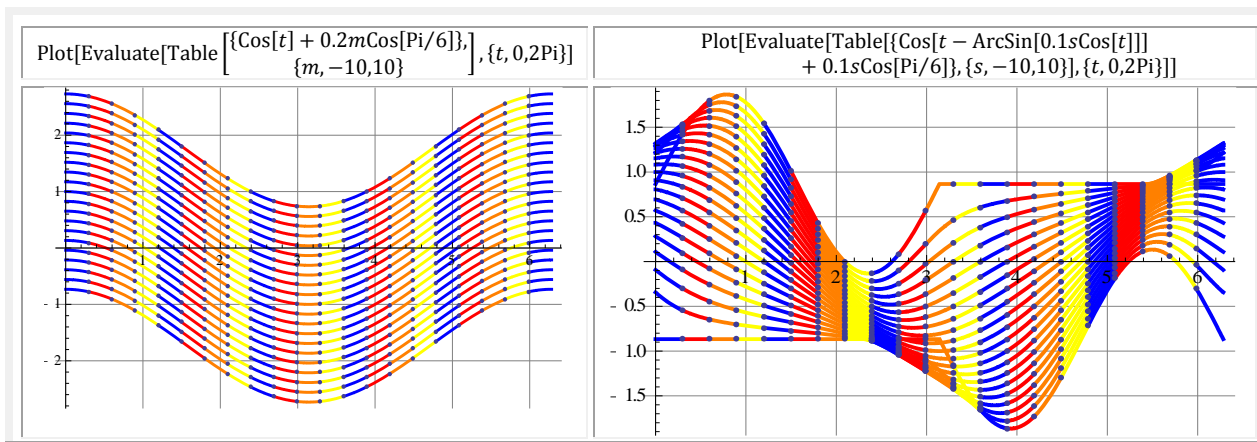 Plot[Evaluate[Table[{Cos[t] + 0.2mCos[Pi/6]},
{m, −10,10}], {t, 0,2Pi}]
Plot[Evaluate[Table[{Cos[t − ArcSin[0.1sCos[t]]]
+ 0.1sCos[Pi/6]}, {s, −10,10}], {t, 0,2Pi}]]
2
1
1 2 3 4 5 6
- 1
- 2
1.5
1.0
0.5
1 2 3 4 5 6
- 0.5
- 1.0
- 1.5